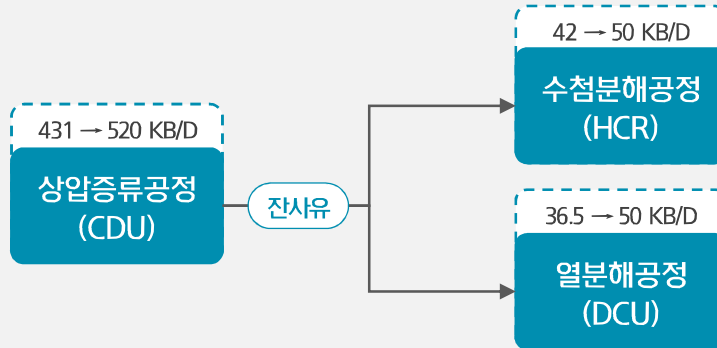 431 → 520 KB/D
상압증류공정
(CDU)
잔사유
42 → 50 KB/D
수첨분해공정
(HCR)
36.5 → 50 KB/D
열분해공정
(DCU)